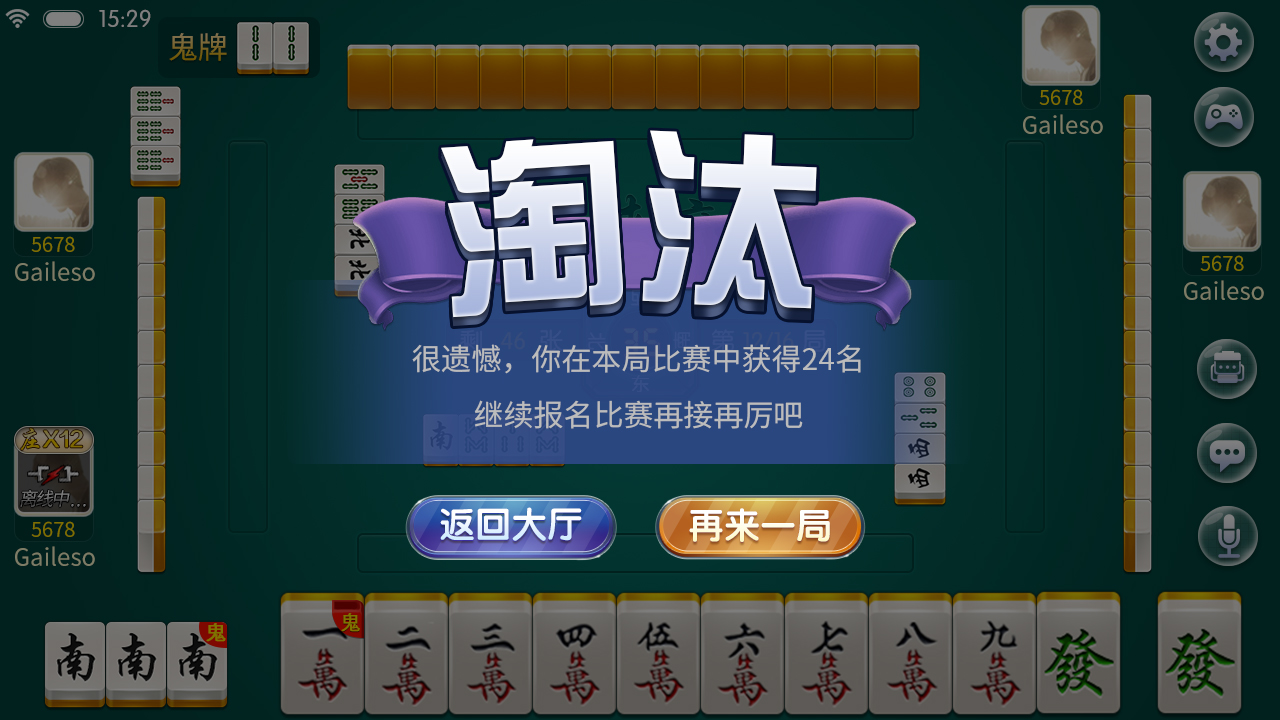 15:29
鬼牌
5678
Gaileso
5678
Gaileso
5678
Gaileso
北
北
淘汰
很遗憾，你在本局比赛中获得24名
继续报名比赛再接再厉吧
南
返回大厅
再来一局
庄X12
离线中...
5678
Gaileso
南 南 南
鬼
鬼
一萬 二萬 三萬 四萬 伍萬 六萬 七萬 八萬 九萬 發 發